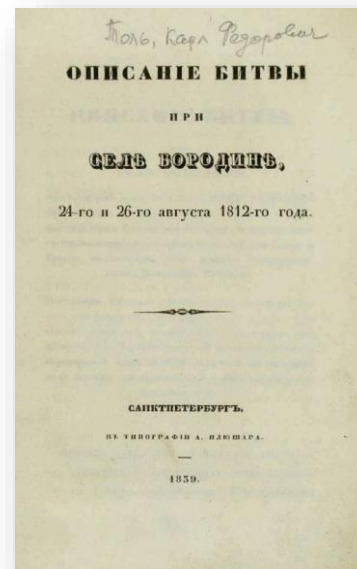 Толь, Карл Федорович
ОПИСАНІЕ БИТВЫ
ПРИ
СЕЛѢ БОРОДИНѢ,
24-го и 26-го августа 1812-го года.
САНКТПЕТЕРБУРГЪ.
ВЪ ТИПОГРАФІИ А. ПЛЮШАРА.
1839.